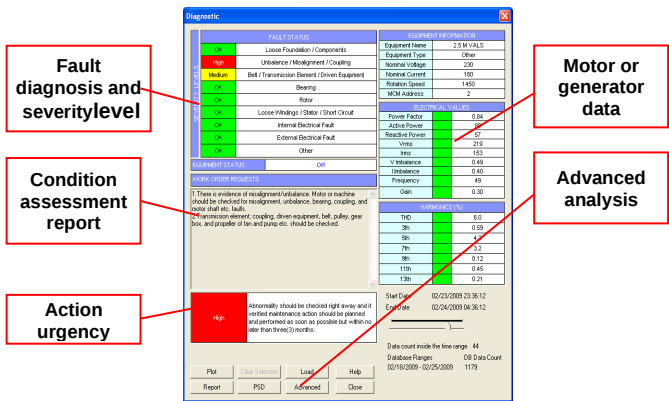 Diagnostic
FAULT STATUS
OK Loose Foundation / Components
High Unbalance / Misalignment / Coupling
Medium Belt / Transmission Element / Driven Equipment
OK Bearing
OK Rotor
OK Loose Windings / Stator / Short Circuit
OK Internal Electrical Fault
OK External Electrical Fault
OK Other
EQUIPMENT STATUS Off
WORK ORDER REQUESTS
1.There is evidence of misalignment/unbalance. Motor or machine
should be checked for misalignment, unbalance, bearing, coupling, and
motor shaft etc. faults.
2.Transmission element; coupling, driven equipment, belt, pulley, gear
box, and propeller of fan and pump etc. should be checked.
High
Abnormality should be checked right away and if
verified maintenance action should be planned
and performed as soon as possible but within no
later than three(3) months.
Plot Clear Selection Load Help
Report PSD Advanced Close
EQUIPMENT INFORMATION
Equipment Name 2.5 M VALS
Equipment Type Other
Nominal Voltage 230
Nominal Current 180
Rotation Speed 1450
MCM Address 2
ELECTRICAL VALUES
Power Factor 0.84
Active Power
Reactive Power 57
Vrms 219
Irms 153
V Imbalance 0.49
I Imbalance 0.40
Frequency 49
Gain 0.30
HARMONICS (%)
THD 6.0
3th 0.59
5th
7th 3.2
9th 0.12
11th 0.45
13th 0.21
Start Date 02/23/2009 23:36:12
End Date 02/24/2009 04:36:12
Data count inside the time range 44
Database Ranges DB Data Count
02/18/2009 - 02/25/2009 1179
Fault
diagnosis and
severitylevel
Condition
assessment
report
Action
urgency
Motor or
generator
data
Advanced
analysis